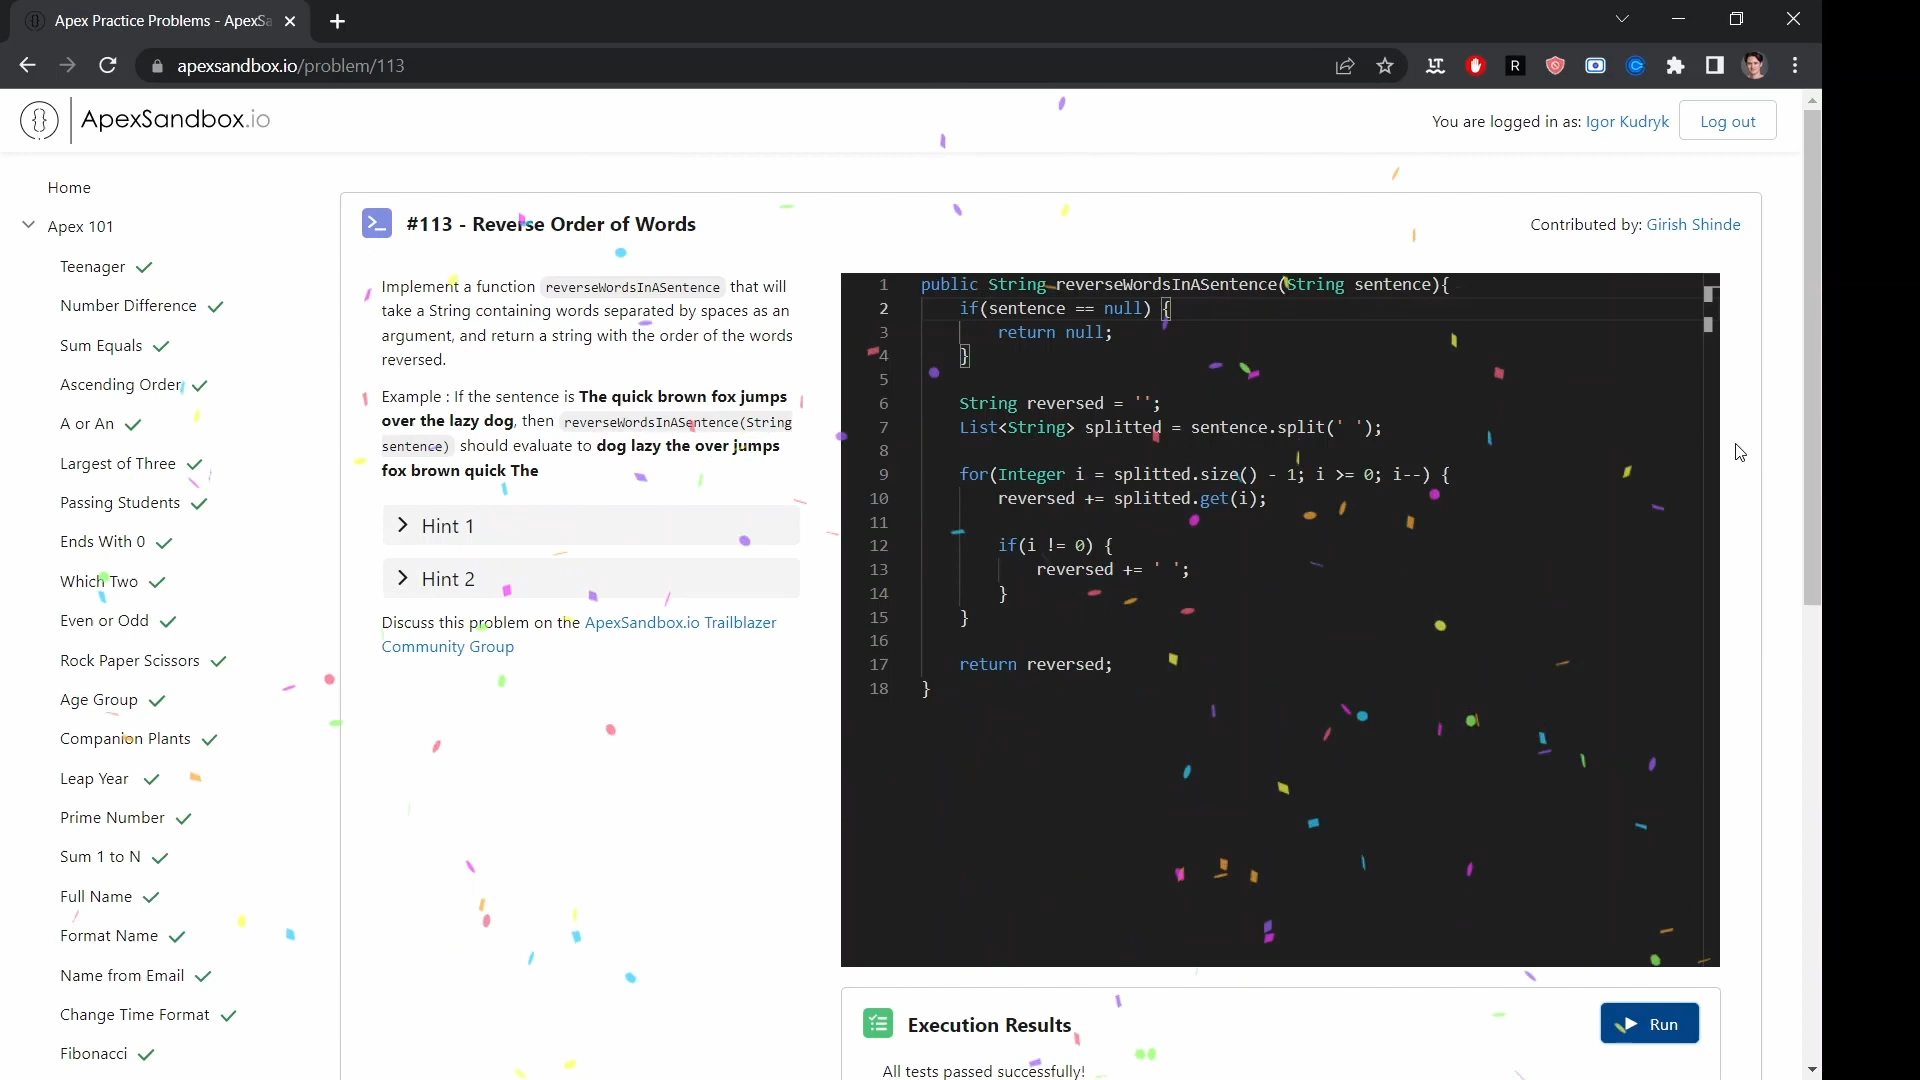 Apex Practice Problems - ApexSa
apexsandbox.io/problem/113
ApexSandbox.io
You are logged in as: Igor Kudryk
Log out
Home
Apex 101
Teenager
Number Difference
Sum Equals
Ascending Order
A or An
Largest of Three
Passing Students
Ends With 0
Which Two
Even or Odd
Rock Paper Scissors
Age Group
Companion Plants
Leap Year
Prime Number
Sum 1 to N
Full Name
Format Name
Name from Email
Change Time Format
Fibonacci
#113 - Reverse Order of Words
Contributed by: Girish Shinde
Implement a function reverseWordsInASentence that will
take a String containing words separated by spaces as an
argument, and return a string with the order of the words
reversed.
Example : If the sentence is The quick brown fox jumps
over the lazy dog, then reverseWordsInASentence(String
sentence) should evaluate to dog lazy the over jumps
fox brown quick The
Hint 1
Hint 2
Discuss this problem on the ApexSandbox.io Trailblazer
Community Group
1 public String reverseWordsInASentence(String sentence){
2 if(sentence == null) {
3 return null;
4 }
5
6 String reversed = '';
7 List<String> splitted = sentence.split(' ');
8
9 for(Integer i = splitted.size() - 1; i >= 0; i--) {
10 reversed += splitted.get(i);
11
12 if(i != 0) {
13 reversed += ' ';
14 }
15 }
16
17 return reversed;
18 }
Execution Results
Run
All tests passed successfully!